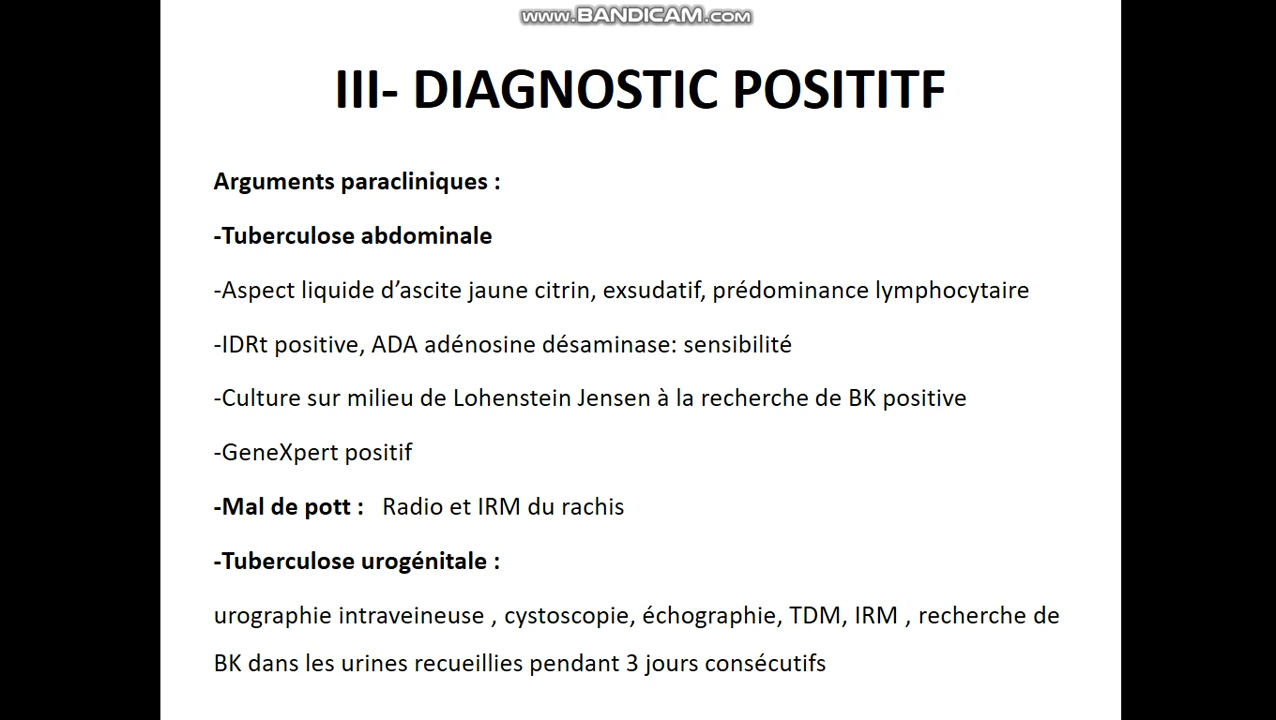 www.BANDICAM.com
III- DIAGNOSTIC POSITITF
Arguments paracliniques :
-Tuberculose abdominale
-Aspect liquide d’ascite jaune citrin, exsudatif, prédominance lymphocytaire
-IDRt positive, ADA adénosine désaminase: sensibilité
-Culture sur milieu de Lohenstein Jensen à la recherche de BK positive
-GeneXpert positif
-Mal de pott : Radio et IRM du rachis
-Tuberculose urogénitale :
urographie intraveineuse , cystoscopie, échographie, TDM, IRM , recherche de
BK dans les urines recueillies pendant 3 jours consécutifs